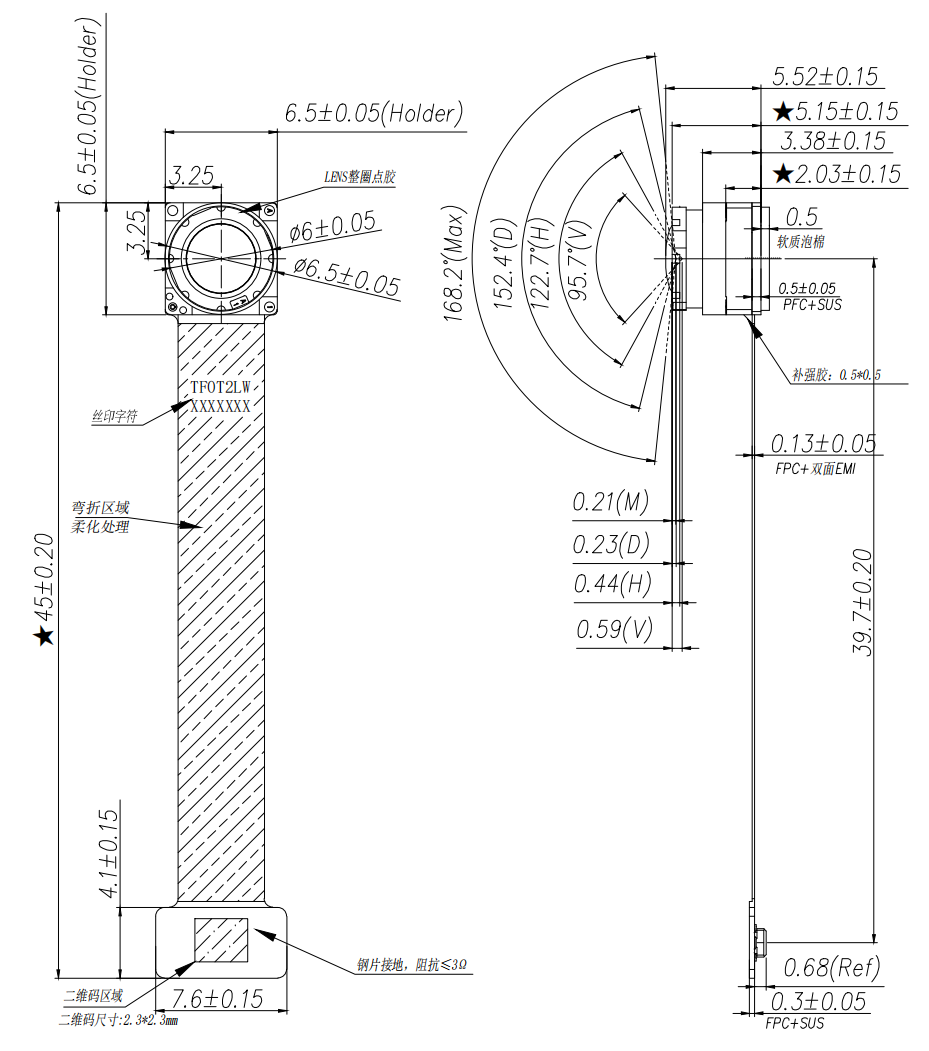 6.5±0.05(Holder)
6.5±0.05(Holder)
3.25
LENS整圈点胶
3.25
A
ø6±0.05
ø6.5±0.05
TFOT2LW
XXXXXXX
丝印字符
弯折区域
柔化处理
★45±0.20
4.1±0.15
钢片接地，阻抗≤3Ω
二维码区域
7.6±0.15
二维码尺寸:2.3*2.3mm
5.52±0.15
★5.15±0.15
3.38±0.15
★2.03±0.15
0.5
软质泡棉
0.5±0.05
PFC+SUS
168.2°(Max)
152.4°(D)
122.7°(H)
95.7°(V)
补强胶：0.5*0.5
0.13±0.05
FPC+双面EMI
0.21(M)
0.23(D)
0.44(H)
0.59(V)
39.7±0.20
0.68(Ref)
0.3±0.05
FPC+SUS